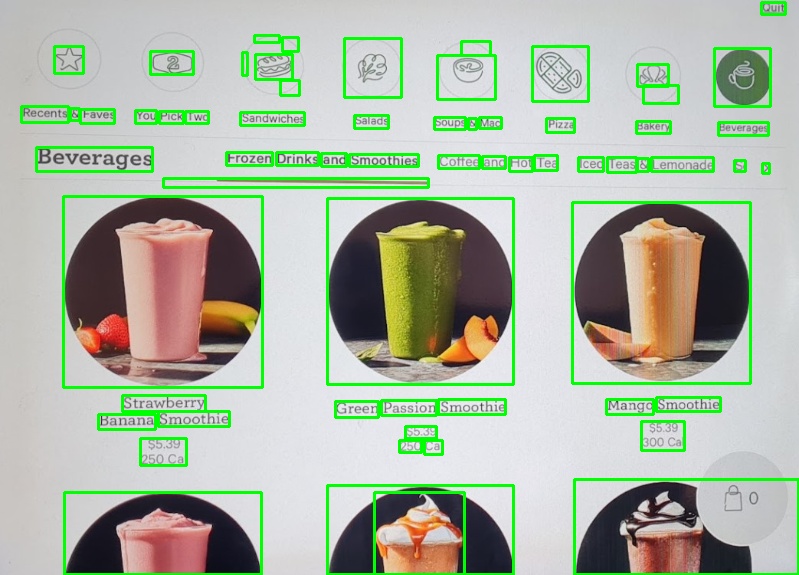 Quit
2
Recents & Faves
You Pick Two
Sandwiches
Salads
Soups & Mac
Pizza
Bakery
Beverages
Beverages
Frozen Drinks and Smoothies
Coffee and Hot Tea
Iced Teas & Lemonade
Strawberry
Banana Smoothie
$5.39
250 Cal
Green Passion Smoothie
$5.39
250 Cal
Mango Smoothie
$5.39
300 Cal
0